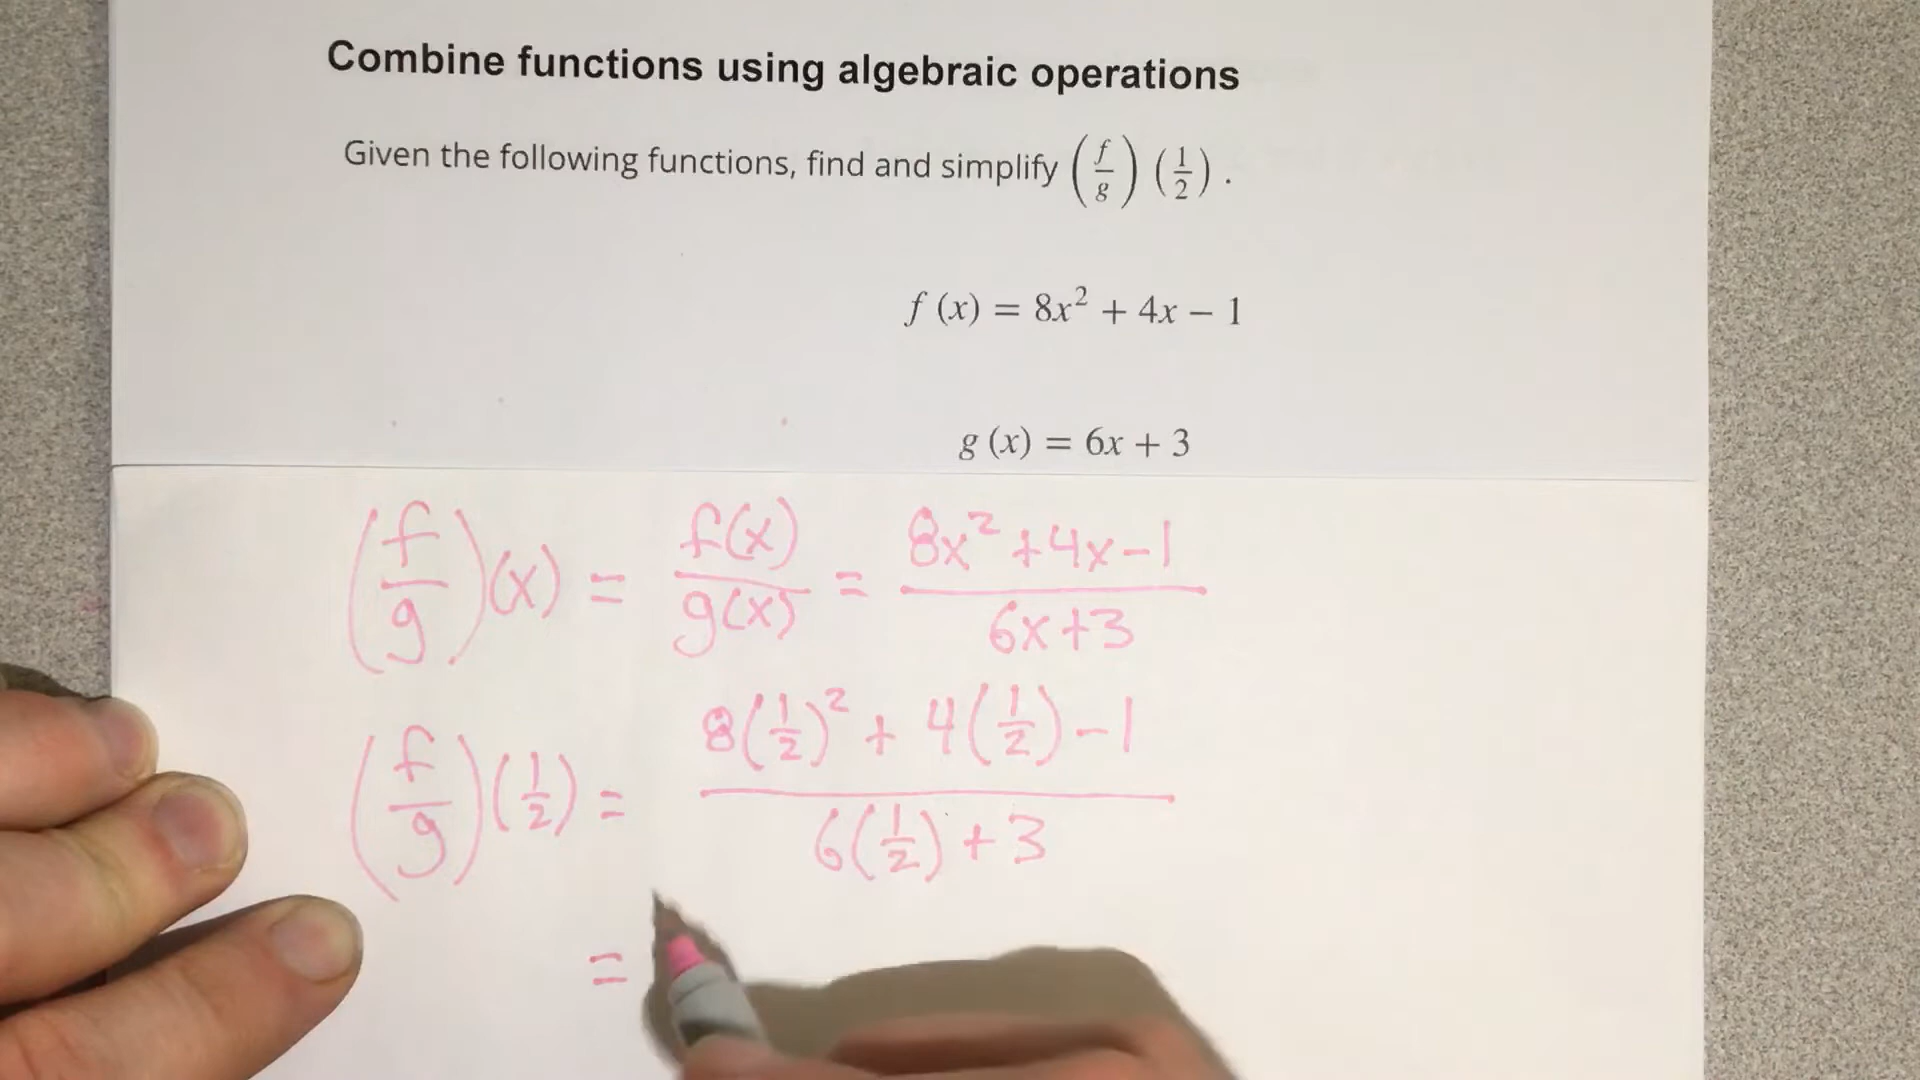 Combine functions using algebraic operations
Given the following functions, find and simplify (f/g)(1/2).
f (x) = 8x² + 4x − 1
g (x) = 6x + 3
(f/g)(x) = f(x)/g(x) = 8x²+4x-1/6x+3
(f/g)(1/2) = 8(1/2)² + 4(1/2)-1/6(1/2)+3
=